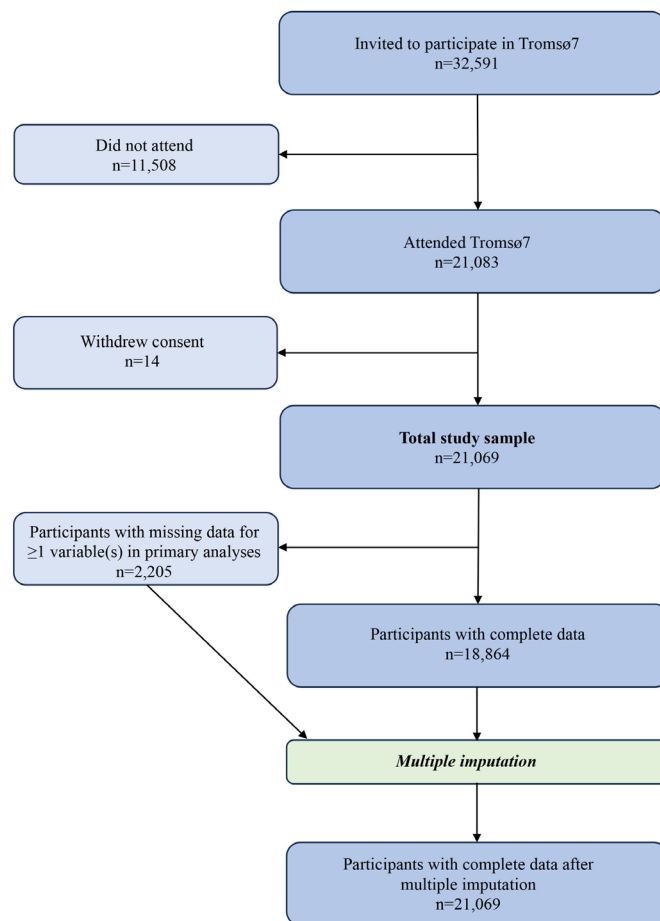 Invited to participate in Tromsø7
n=32,591
Did not attend
n=11,508
Attended Tromsø7
n=21,083
Withdrew consent
n=14
Total study sample
n=21,069
Participants with missing data for
≥1 variable(s) in primary analyses
n=2,205
Participants with complete data
n=18,864
Multiple imputation
Participants with complete data after
multiple imputation
n=21,069